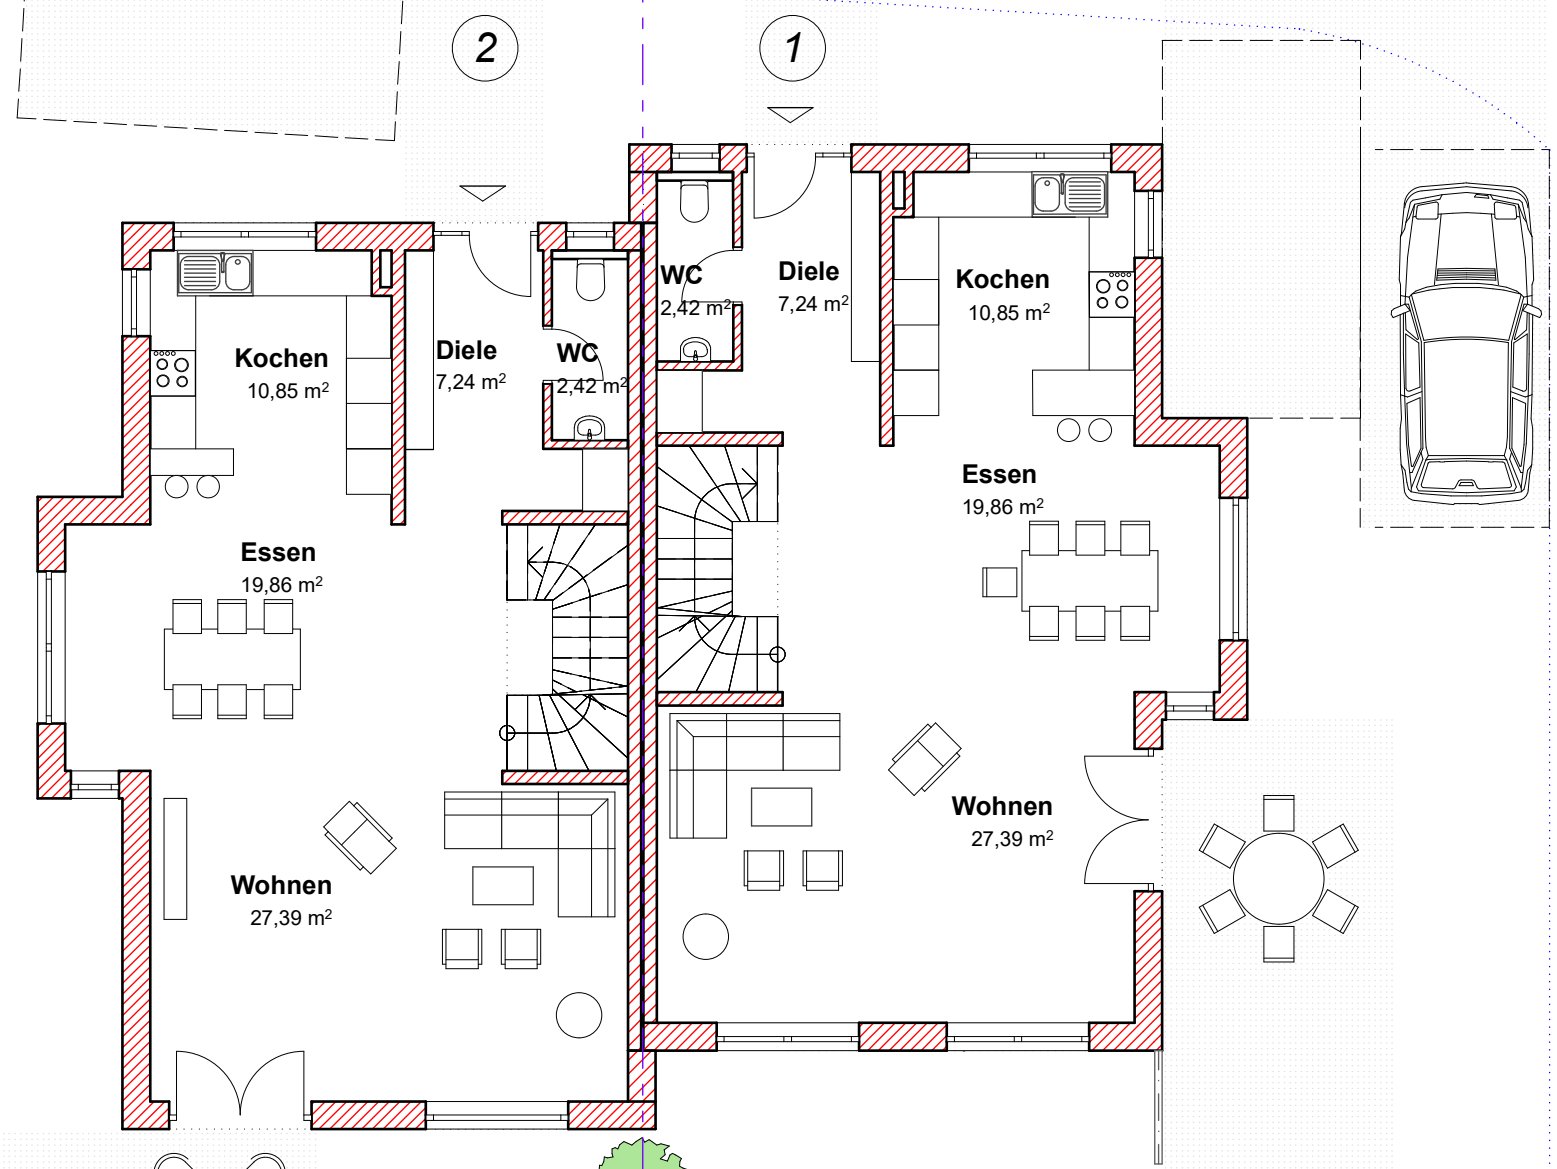 2
1
WC
2,42 m²
Diele
7,24 m²
Kochen
10,85 m²
Kochen
10,85 m²
Diele
7,24 m²
WC
2,42 m²
Essen
19,86 m²
Essen
19,86 m²
Wohnen
27,39 m²
Wohnen
27,39 m²